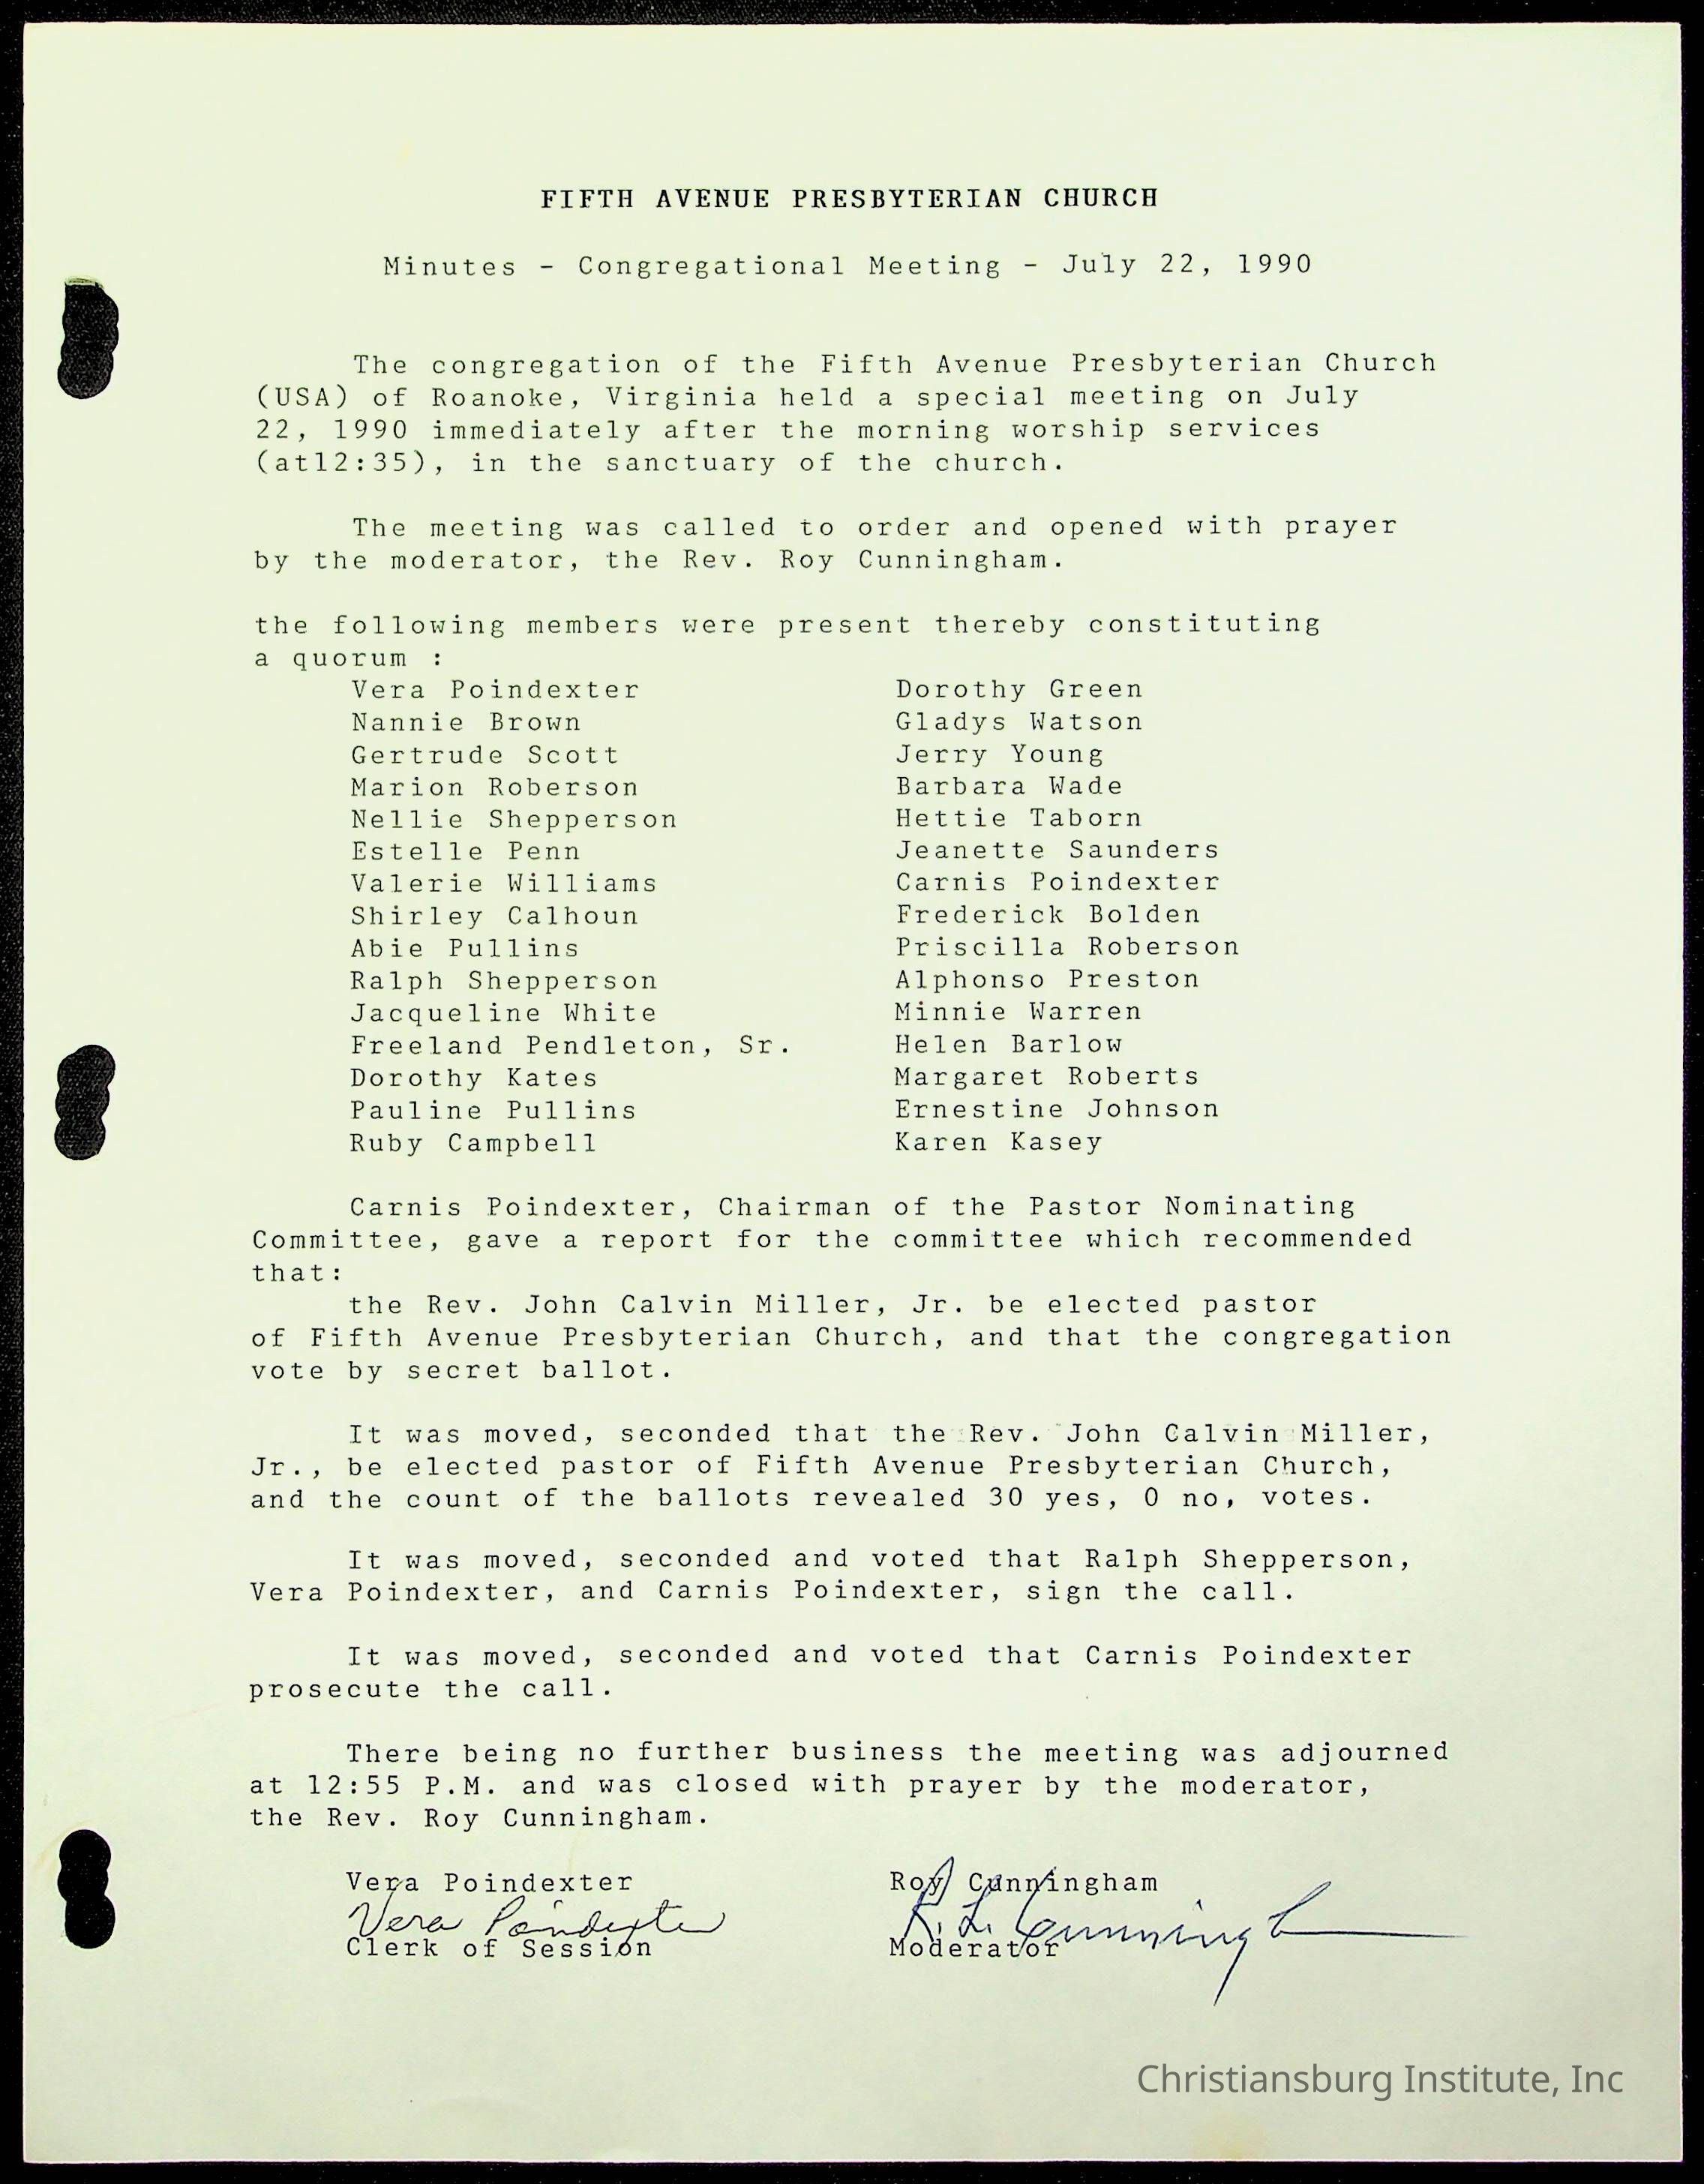 FIFTH AVENUE PRESBYTERIAN CHURCH
Minutes - Congregational Meeting - July 22, 1990
The congregation of the Fifth Avenue Presbyterian Church
(USA) of Roanoke, Virginia held a special meeting on July
22, 1990 immediately after the morning worship services
(at12:35), in the sanctuary of the church.
The meeting was called to order and opened with prayer
by the moderator, the Rev. Roy Cunningham.
the following members were present thereby constituting
a quorum :
Vera Poindexter Dorothy Green
Nannie Brown Gladys Watson
Gertrude Scott Jerry Young
Marion Roberson Barbara Wade
Nellie Shepperson Hettie Taborn
Estelle Penn Jeanette Saunders
Valerie Williams Carnis Poindexter
Shirley Calhoun Frederick Bolden
Abie Pullins Priscilla Roberson
Ralph Shepperson Alphonso Preston
Jacqueline White Minnie Warren
Freeland Pendleton, Sr. Helen Barlow
Dorothy Kates Margaret Roberts
Pauline Pullins Ernestine Johnson
Ruby Campbell Karen Kasey
Carnis Poindexter, Chairman of the Pastor Nominating
Committee, gave a report for the committee which recommended
that:
the Rev. John Calvin Miller, Jr. be elected pastor
of Fifth Avenue Presbyterian Church, and that the congregation
vote by secret ballot.
It was moved, seconded that the Rev. John Calvin Miller,
Jr., be elected pastor of Fifth Avenue Presbyterian Church,
and the count of the ballots revealed 30 yes, 0 no, votes.
It was moved, seconded and voted that Ralph Shepperson,
Vera Poindexter, and Carnis Poindexter, sign the call.
It was moved, seconded and voted that Carnis Poindexter
prosecute the call.
There being no further business the meeting was adjourned
at 12:55 P.M. and was closed with prayer by the moderator,
the Rev. Roy Cunningham.
Vera Poindexter Roy Cunningham
Vera Poindexter R. L. Cunningham
Clerk of Session Moderator
Christiansburg Institute, Inc